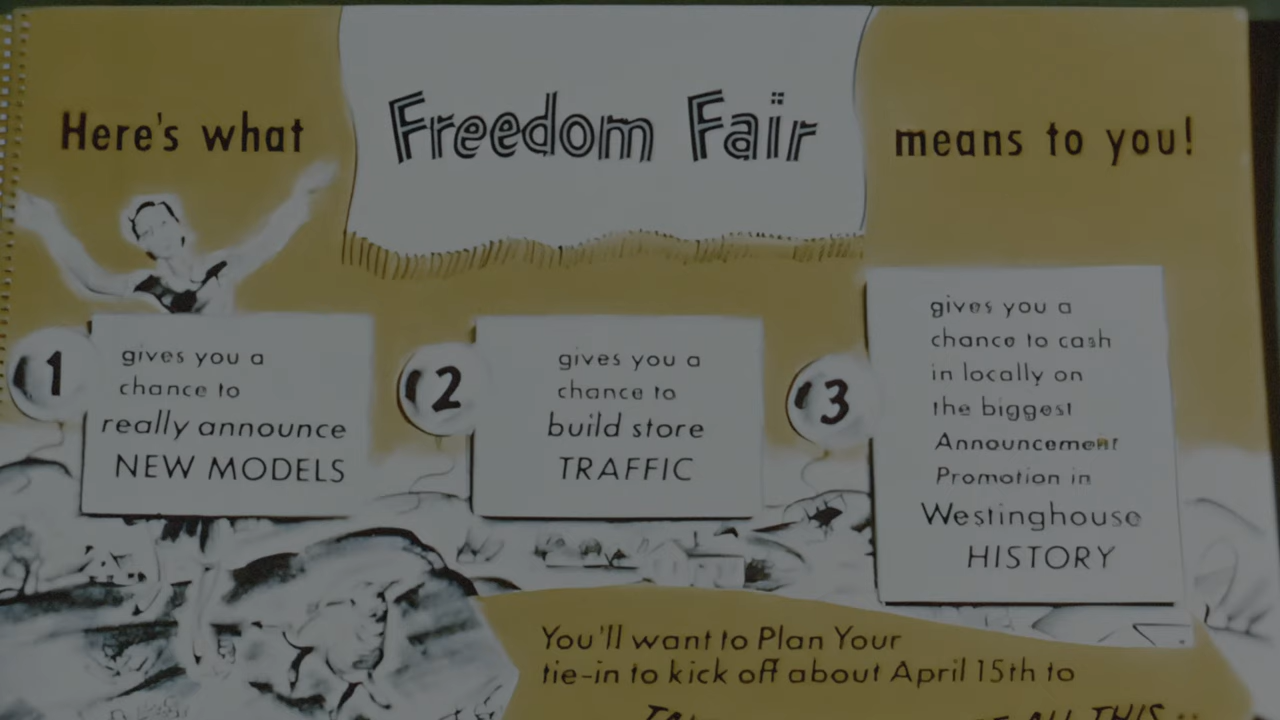 Here's what Freedom Fair means to you!
1
gives you a
chance to
really announce
NEW MODELS
2
gives you a
chance to
build store
TRAFFIC
3
gives you a
chance to cash
in locally on
the biggest
Announcement
Promotion in
Westinghouse
HISTORY
You'll want to Plan Your
tie-in to kick off about April 15th to
ALL THIS